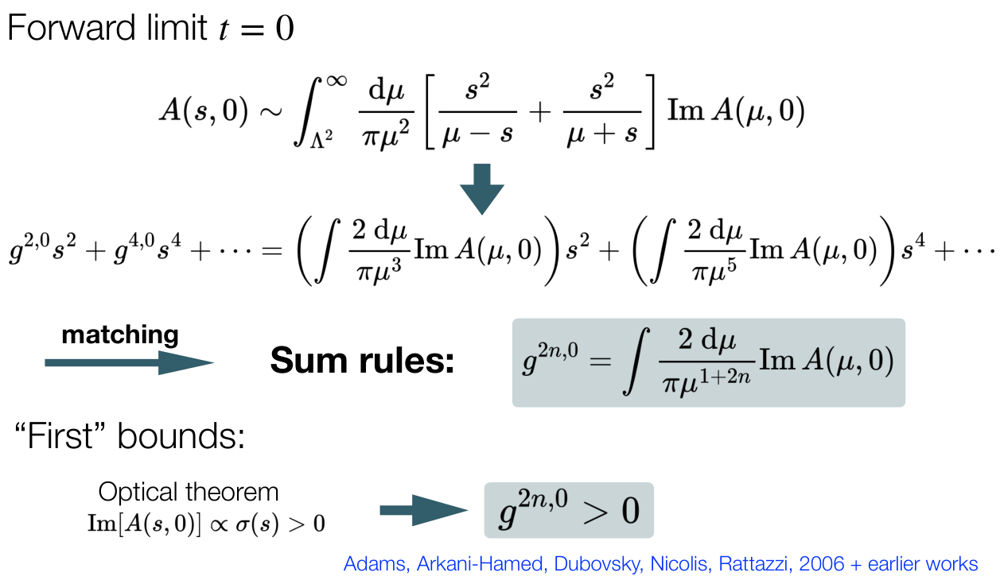 Forward limit $t = 0$
$A(s, 0) \sim \int_{\Lambda^2}^{\infty} \frac{\mathrm{d}\mu}{\pi\mu^2} \left[ \frac{s^2}{\mu - s} + \frac{s^2}{\mu + s} \right] \mathrm{Im}\, A(\mu, 0)$
$g^{2,0}s^2 + g^{4,0}s^4 + \cdots = \left( \int \frac{2\,\mathrm{d}\mu}{\pi\mu^3} \mathrm{Im}\, A(\mu, 0) \right) s^2 + \left( \int \frac{2\,\mathrm{d}\mu}{\pi\mu^5} \mathrm{Im}\, A(\mu, 0) \right) s^4 + \cdots$
matching
Sum rules: $g^{2n,0} = \int \frac{2\,\mathrm{d}\mu}{\pi\mu^{1+2n}} \mathrm{Im}\, A(\mu, 0)$
“First” bounds:
Optical theorem
$\mathrm{Im}[A(s, 0)] \propto \sigma(s) > 0$
$g^{2n,0} > 0$
Adams, Arkani-Hamed, Dubovsky, Nicolis, Rattazzi, 2006 + earlier works